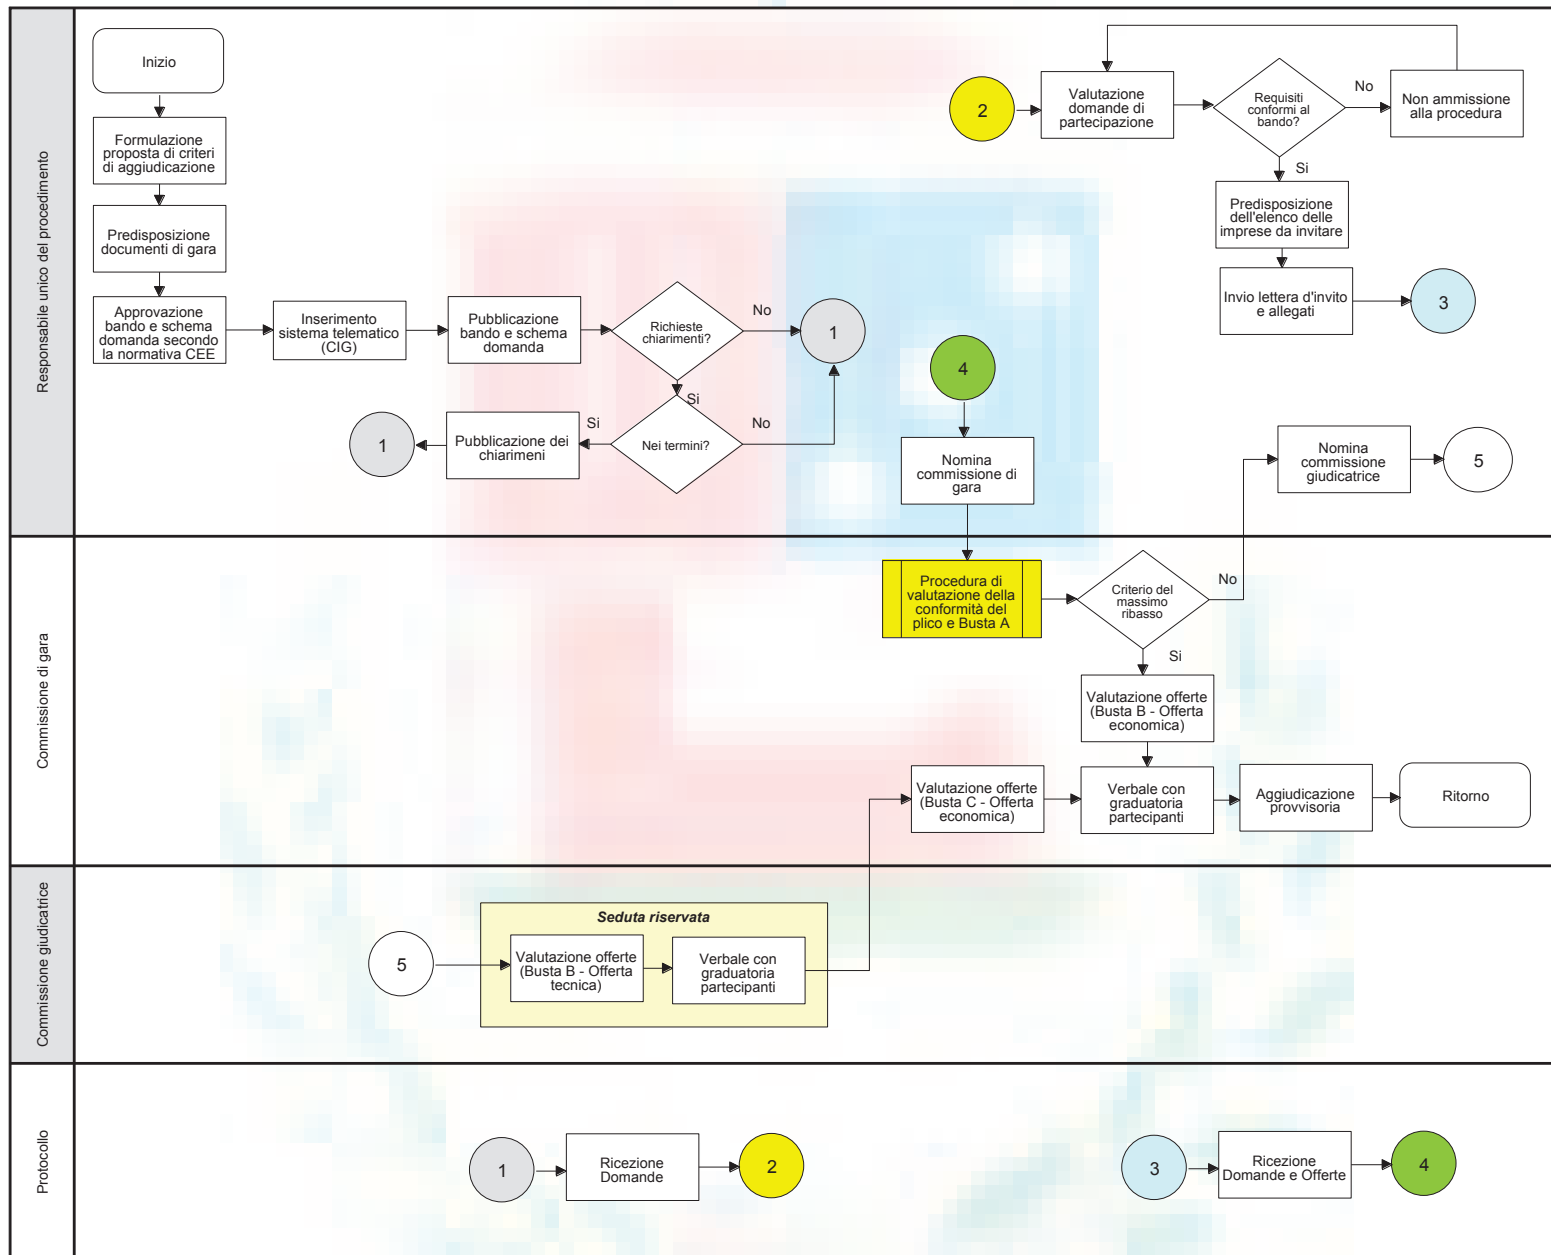 Responsabile unico del procedimento
Inizio
Formulazione
proposta di criteri
di aggiudicazione
Predisposizione
documenti di gara
Approvazione
bando e schema
domanda secondo
la normativa CEE
Inserimento
sistema telematico
(CIG)
Pubblicazione
bando e schema
domanda
Richieste
chiarimenti?
No
1
Si
Nei termini?
No
Si
Pubblicazione dei
chiarimeni
1
2
Valutazione
domande di
partecipazione
Requisiti
conformi al
bando?
No
Non ammissione
alla procedura
Si
Predisposizione
dell'elenco delle
imprese da invitare
Invio lettera d'invito
e allegati
3
4
Nomina
commissione di
gara
Nomina
commissione
giudicatrice
5
Commissione di gara
Procedura di
valutazione della
conformità del
plico e Busta A
Criterio del
massimo
ribasso
No
Si
Valutazione offerte
(Busta B - Offerta
economica)
Valutazione offerte
(Busta C - Offerta
economica)
Verbale con
graduatoria
partecipanti
Aggiudicazione
provvisoria
Ritorno
Commissione giudicatrice
5
Seduta riservata
Valutazione offerte
(Busta B - Offerta
tecnica)
Verbale con
graduatoria
partecipanti
Protocollo
1
Ricezione
Domande
2
3
Ricezione
Domande e Offerte
4